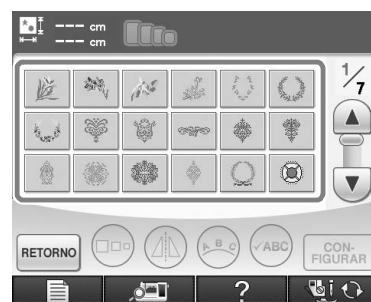 --- cm
--- cm
1/7
RETORNO
A B C
✓ABC
CON-
FIGURAR
?